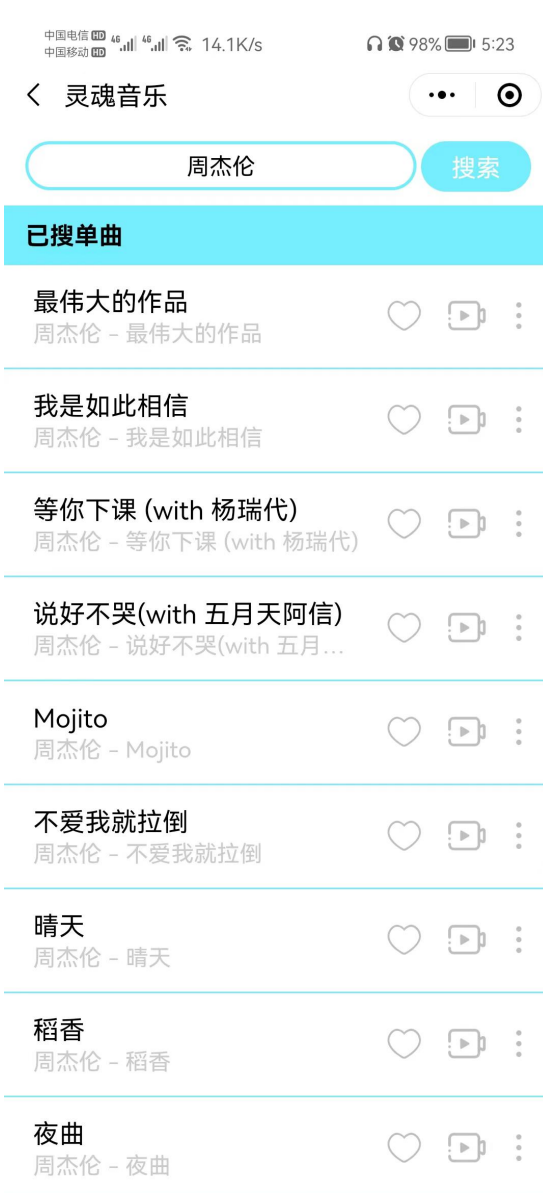 中国电信 HD 4G 4G 14.1K/s 98% 5:23
中国移动 HD
灵魂音乐
周杰伦 搜索
已搜单曲
最伟大的作品
周杰伦 - 最伟大的作品
我是如此相信
周杰伦 - 我是如此相信
等你下课 (with 杨瑞代)
周杰伦 - 等你下课 (with 杨瑞代)
说好不哭(with 五月天阿信)
周杰伦 - 说好不哭(with 五月...
Mojito
周杰伦 - Mojito
不爱我就拉倒
周杰伦 - 不爱我就拉倒
晴天
周杰伦 - 晴天
稻香
周杰伦 - 稻香
夜曲
周杰伦 - 夜曲